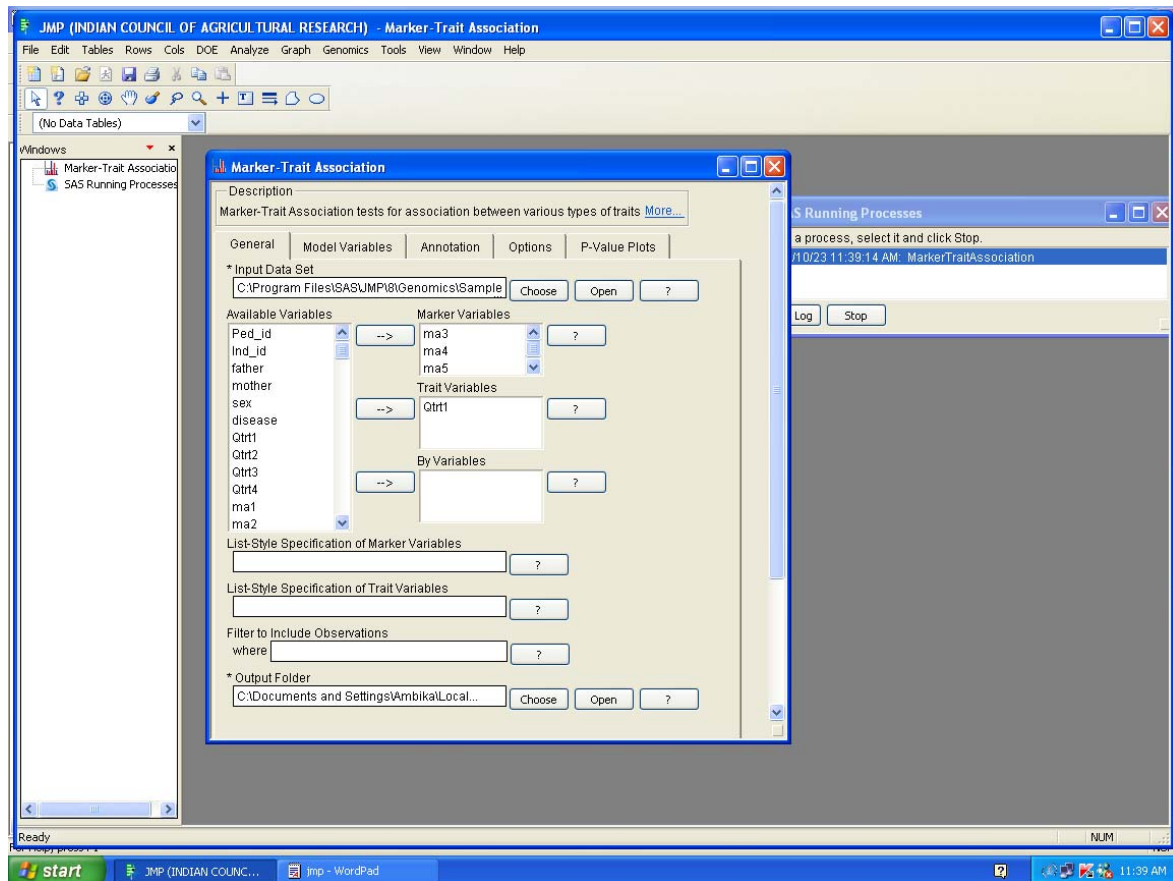 JMP (INDIAN COUNCIL OF AGRICULTURAL RESEARCH) - Marker-Trait Association
File Edit Tables Rows Cols DOE Analyze Graph Genomics Tools View Window Help
(No Data Tables)
Windows
Marker-Trait Associatio
SAS Running Processes
Marker-Trait Association
Description
Marker-Trait Association tests for association between various types of traits More...
General Model Variables Annotation Options P-Value Plots
* Input Data Set
C:\Program Files\SAS\JMP\8\Genomics\Sample ... Choose Open ?
Available Variables
Ped_id
Ind_id
father
mother
sex
disease
Qtrt1
Qtrt2
Qtrt3
Qtrt4
ma1
ma2
-->
Marker Variables
ma3
ma4
ma5
?
-->
Trait Variables
Qtrt1
?
-->
By Variables
?
List-Style Specification of Marker Variables
?
List-Style Specification of Trait Variables
?
Filter to Include Observations
where ?
* Output Folder
C:\Documents and Settings\Ambika\Local... Choose Open ?
S Running Processes
a process, select it and click Stop.
/10/23 11:39:14 AM: MarkerTraitAssociation
Log Stop
Ready NUM
start JMP (INDIAN COUNC... jmp - WordPad 11:39 AM